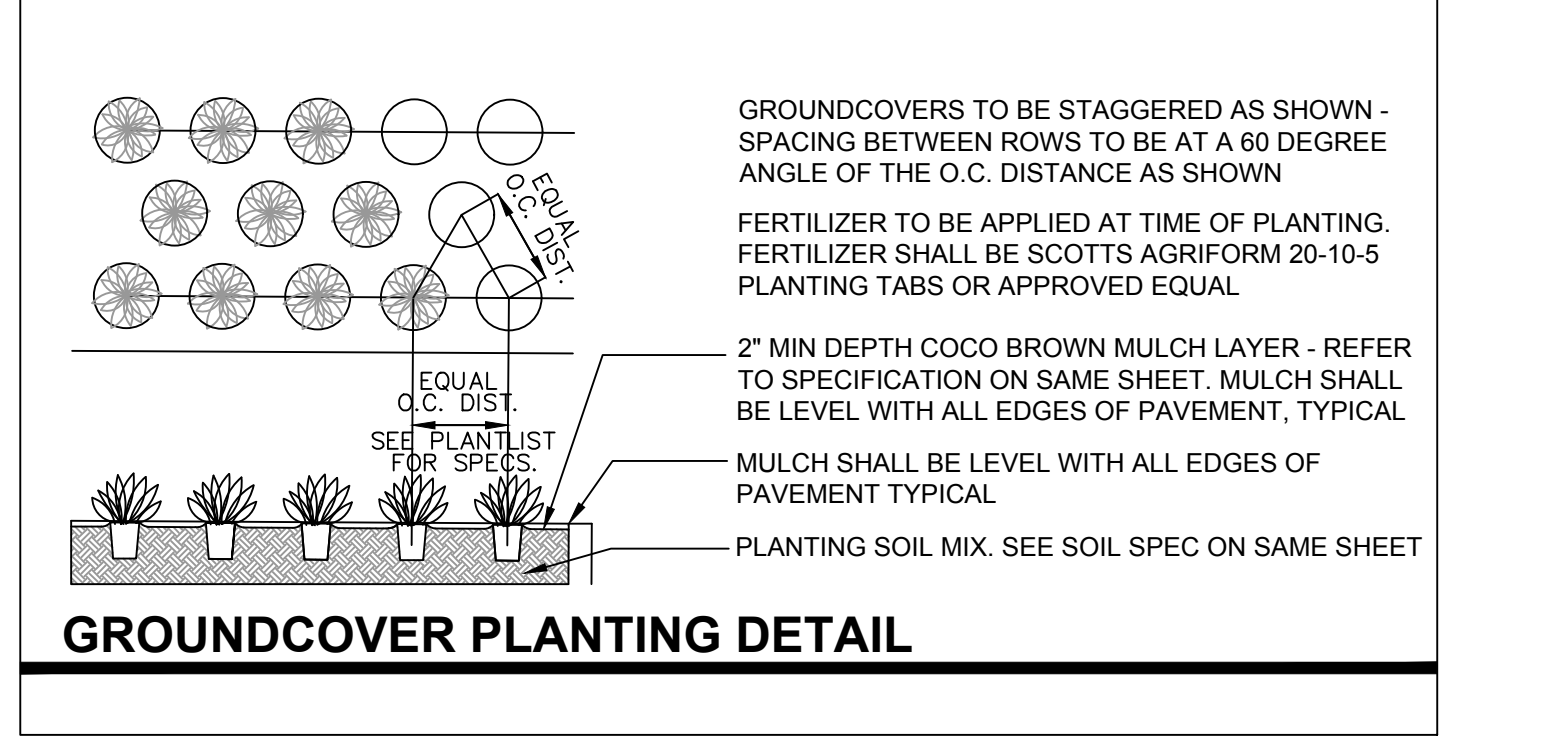 GROUNDCOVERS TO BE STAGGERED AS SHOWN -
SPACING BETWEEN ROWS TO BE AT A 60 DEGREE
ANGLE OF THE O.C. DISTANCE AS SHOWN
FERTILIZER TO BE APPLIED AT TIME OF PLANTING.
FERTILIZER SHALL BE SCOTTS AGRIFORM 20-10-5
PLANTING TABS OR APPROVED EQUAL
EQUAL
O.C. DIST.
2" MIN DEPTH COCO BROWN MULCH LAYER - REFER
TO SPECIFICATION ON SAME SHEET. MULCH SHALL
BE LEVEL WITH ALL EDGES OF PAVEMENT, TYPICAL
EQUAL
O.C. DIST.
SEE PLANTLIST
FOR SPECS.
MULCH SHALL BE LEVEL WITH ALL EDGES OF
PAVEMENT TYPICAL
PLANTING SOIL MIX. SEE SOIL SPEC ON SAME SHEET
GROUNDCOVER PLANTING DETAIL